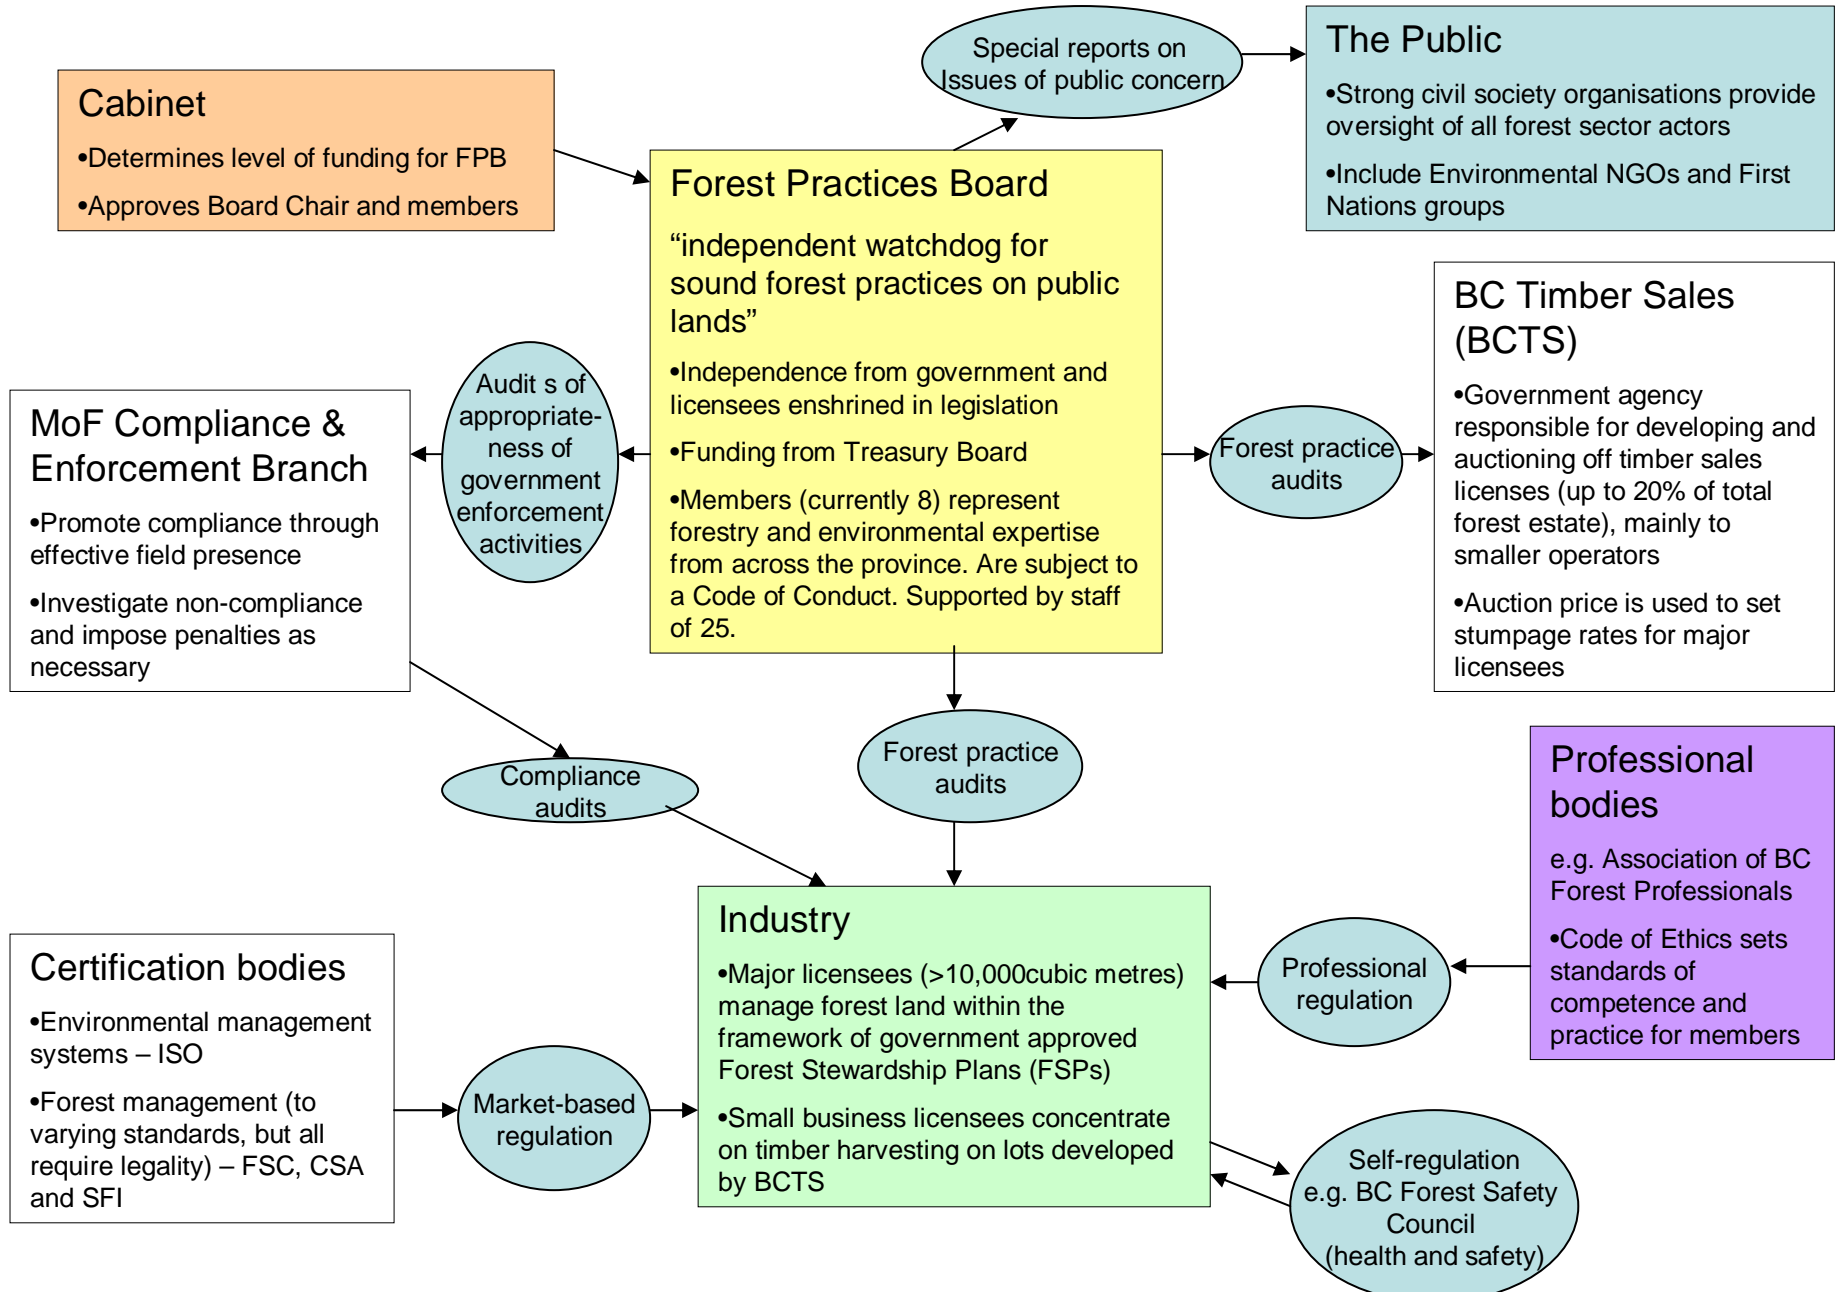 Special reports on
Issues of public concern
The Public
•Strong civil society organisations provide
oversight of all forest sector actors
•Include Environmental NGOs and First
Nations groups
Cabinet
•Determines level of funding for FPB
•Approves Board Chair and members
Forest Practices Board
“independent watchdog for
sound forest practices on public
lands”
•Independence from government and
licensees enshrined in legislation
•Funding from Treasury Board
•Members (currently 8) represent
forestry and environmental expertise
from across the province. Are subject to
a Code of Conduct. Supported by staff
of 25.
BC Timber Sales
(BCTS)
•Government agency
responsible for developing and
auctioning off timber sales
licenses (up to 20% of total
forest estate), mainly to
smaller operators
•Auction price is used to set
stumpage rates for major
licensees
Audit s of
appropriate-
ness of
government
enforcement
activities
MoF Compliance &
Enforcement Branch
•Promote compliance through
effective field presence
•Investigate non-compliance
and impose penalties as
necessary
Forest practice
audits
Compliance
audits
Forest practice
audits
Professional
bodies
e.g. Association of BC
Forest Professionals
•Code of Ethics sets
standards of
competence and
practice for members
Industry
•Major licensees (>10,000cubic metres)
manage forest land within the
framework of government approved
Forest Stewardship Plans (FSPs)
•Small business licensees concentrate
on timber harvesting on lots developed
by BCTS
Professional
regulation
Certification bodies
•Environmental management
systems – ISO
•Forest management (to
varying standards, but all
require legality) – FSC, CSA
and SFI
Market-based
regulation
Self-regulation
e.g. BC Forest Safety
Council
(health and safety)